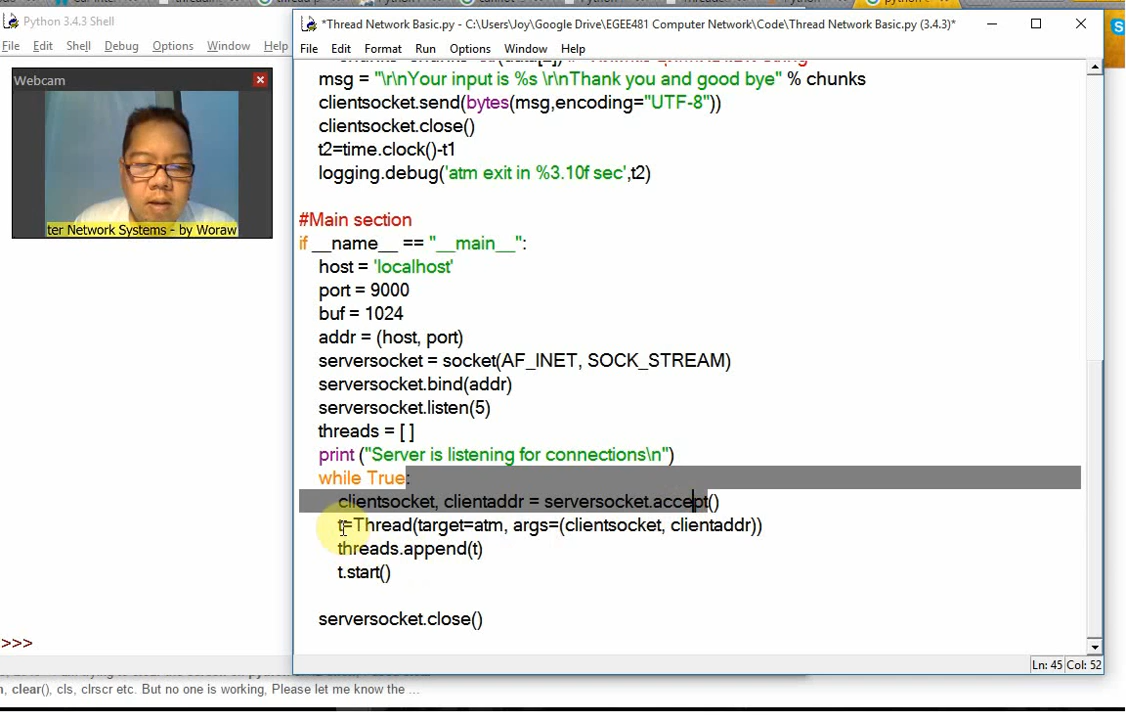 Python 3.4.3 Shell
File Edit Shell Debug Options Window Help
Webcam
ter Network Systems - by Woraw
>>>
*Thread Network Basic.py - C:\Users\Joy\Google Drive\EGEE481 Computer Network\Code\Thread Network Basic.py (3.4.3)*
File Edit Format Run Options Window Help
msg = "\r\nYour input is %s \r\nThank you and good bye" % chunks
clientsocket.send(bytes(msg,encoding="UTF-8"))
clientsocket.close()
t2=time.clock()-t1
logging.debug('atm exit in %3.10f sec',t2)
#Main section
if __name__ == "__main__":
host = 'localhost'
port = 9000
buf = 1024
addr = (host, port)
serversocket = socket(AF_INET, SOCK_STREAM)
serversocket.bind(addr)
serversocket.listen(5)
threads = [ ]
print ("Server is listening for connections\n")
while True:
clientsocket, clientaddr = serversocket.accept()
t=Thread(target=atm, args=(clientsocket, clientaddr))
threads.append(t)
t.start()
serversocket.close()
Ln: 45 Col: 52
n, clear(), cls, clrscr etc. But no one is working, Please let me know the ...